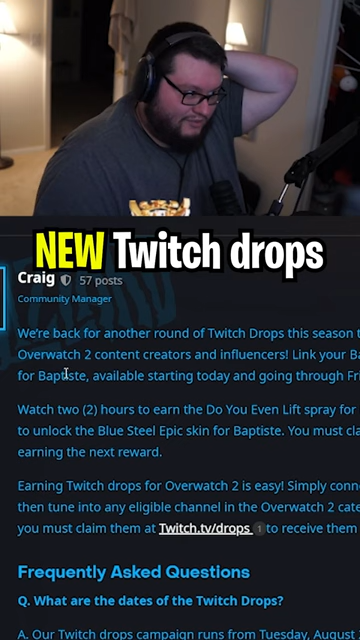 NEW Twitch drops
Craig 57 posts
Community Manager
We're back for another round of Twitch Drops this season
Overwatch 2 content creators and influencers! Link your
for Baptiste, available starting today and going through
Watch two (2) hours to earn the Do You Even Lift spray for
to unlock the Blue Steel Epic skin for Baptiste. You must
earning the next reward.
Earning Twitch drops for Overwatch 2 is easy! Simply
then tune into any eligible channel in the Overwatch 2
you must claim them at Twitch.tv/drops 1 to receive them
Frequently Asked Questions
Q. What are the dates of the Twitch Drops?
A. Our Twitch drops campaign runs from Tuesday, August